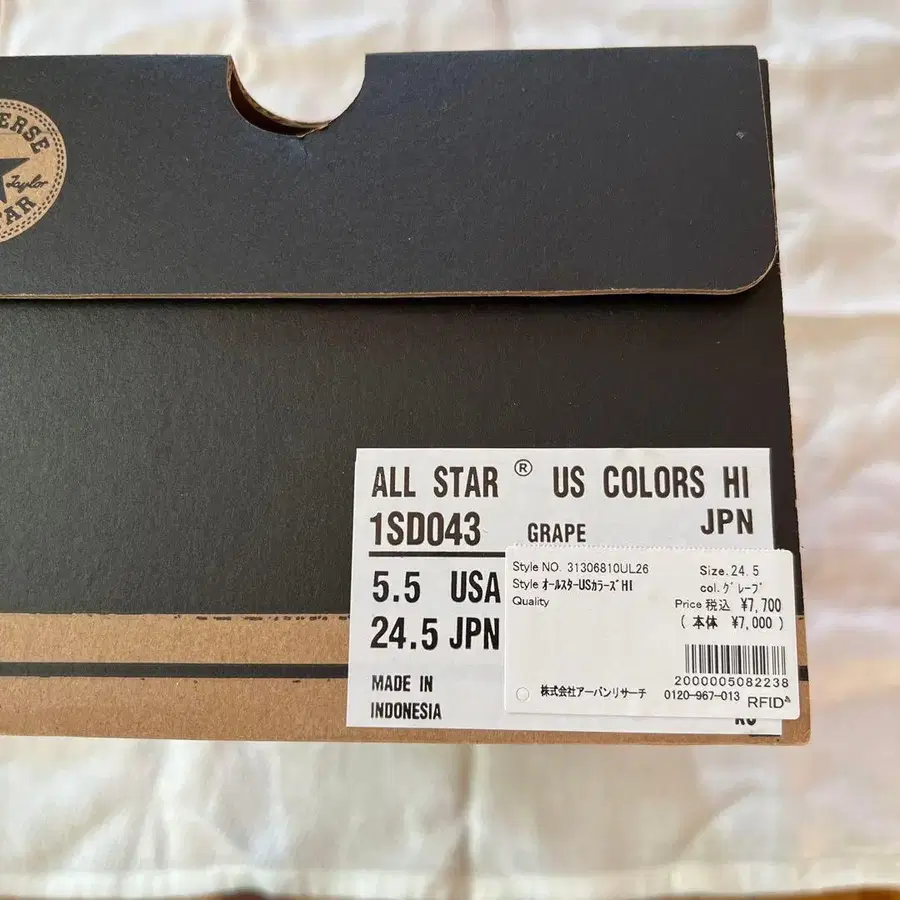 Taylor
ALL STAR ® US COLORS HI
1SD043 GRAPE JPN
5.5 USA
24.5 JPN
MADE IN
INDONESIA
Style NO. 31306810UL26 Size.24.5
Style オールスターUSカラーズHI col.グレープ
Quality Price 税込 ¥7,700
( 本体 ¥7,000 )
2000005082238
株式会社アーバンリサーチ 0120-967-013 RFID